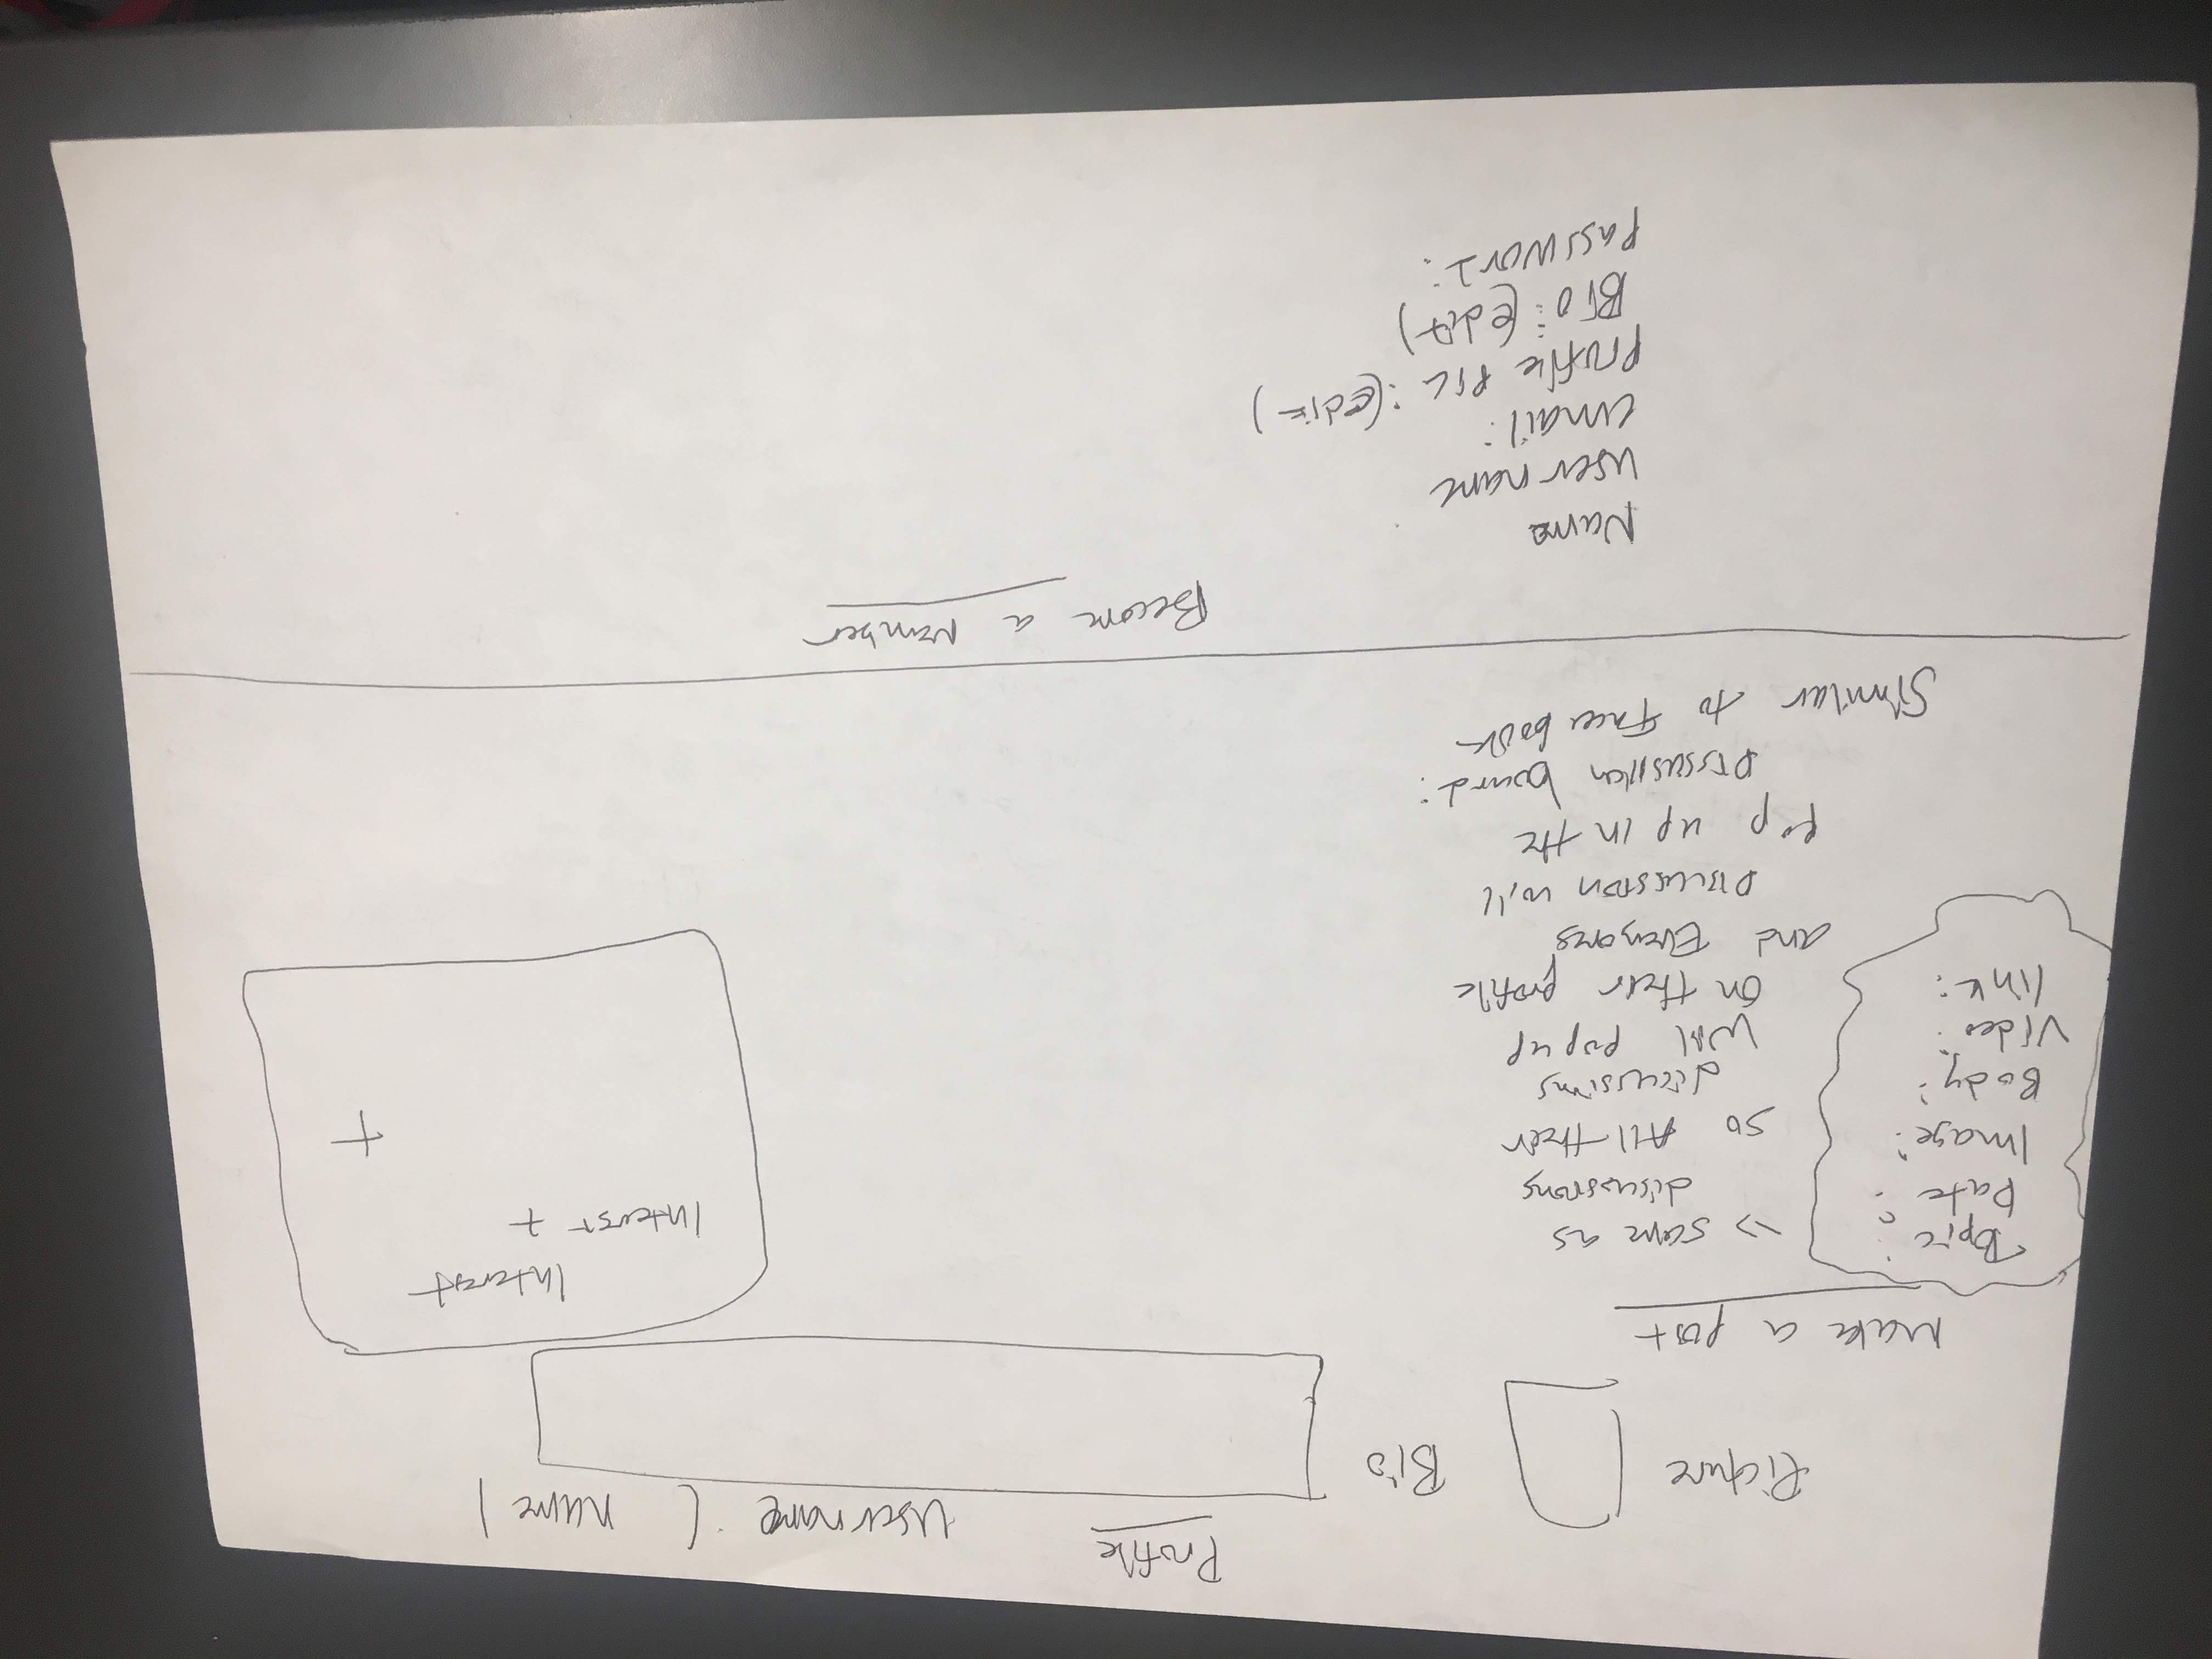 Profile
Username: ( name )
Picture
Bio
Make a post
Topic:
Date:
Image:
Body:
Video:
link:
=> same as
discussions
so All their
discussions
will pop up
on their profile
and Everyones
Discussion will
pop up in the
Discussion board:
Similar to Facebook
Interest
Interest +
+
Become a Member
Name
Username
email:
profile pic: (edit)
Bio: (edit)
password: